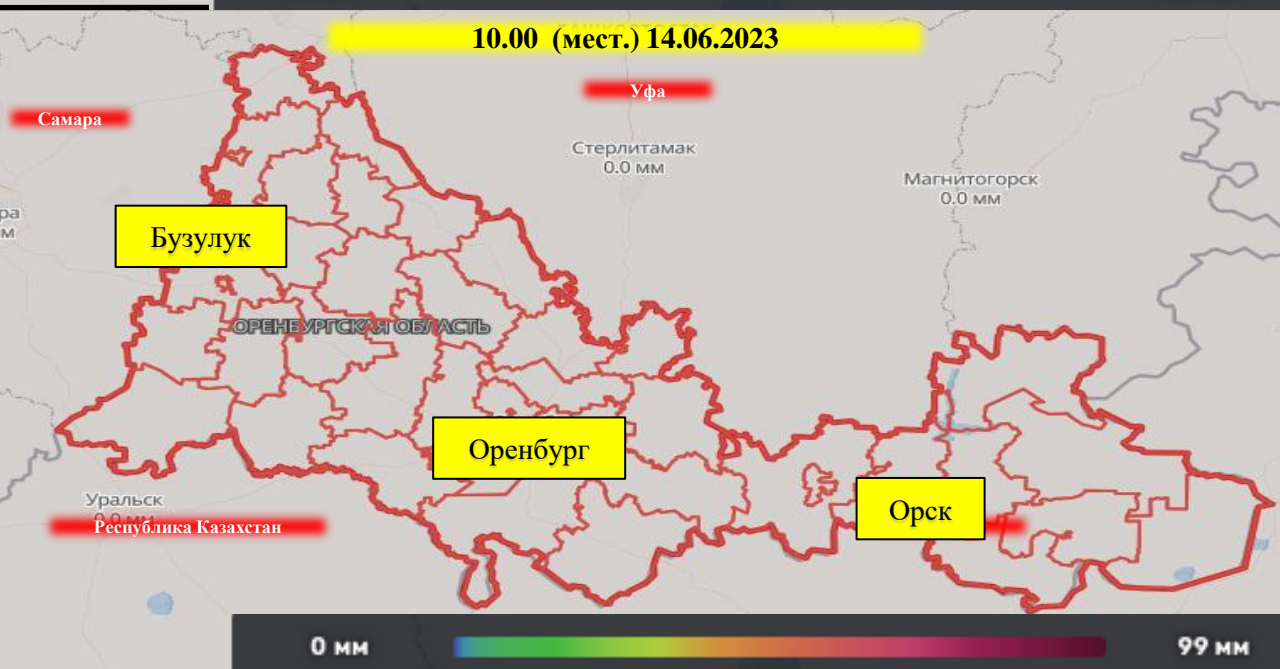 10.00 (мест.) 14.06.2023
Уфа
Самара
Стерлитамак
0.0 мм
Магнитогорск
0.0 мм
ра
м
Бузулук
ОРЕНБУРГСКАЯ ОБЛАСТЬ
Оренбург
Уральск
Республика Казахстан
Орск
0 мм
99 мм